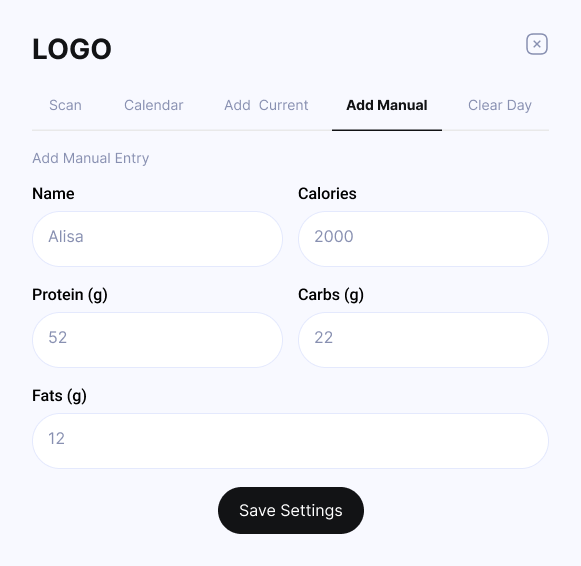 LOGO
Scan Calendar Add Current Add Manual Clear Day
Add Manual Entry
Name Calories
Alisa 2000
Protein (g) Carbs (g)
52 22
Fats (g)
12
Save Settings